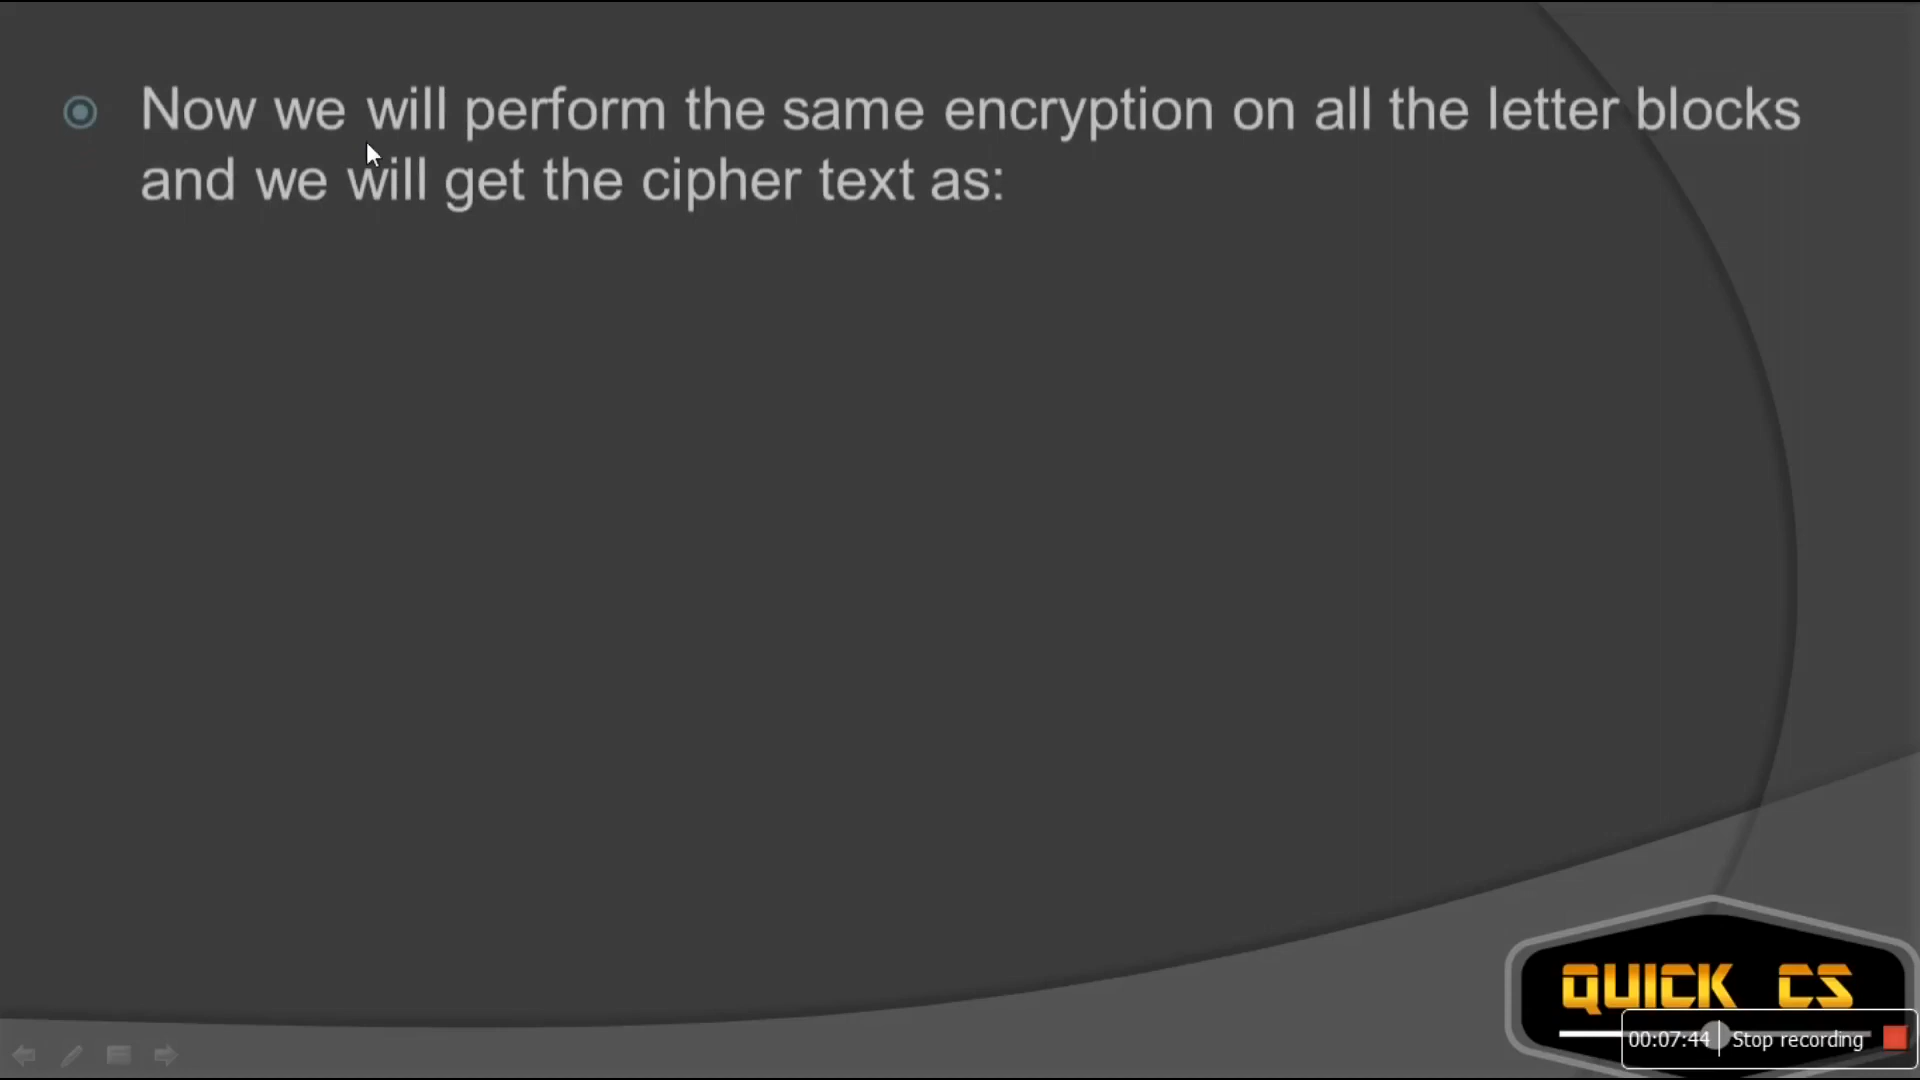 Now we will perform the same encryption on all the letter blocks
and we will get the cipher text as:
QUICK CS
00:07:44 Stop recording